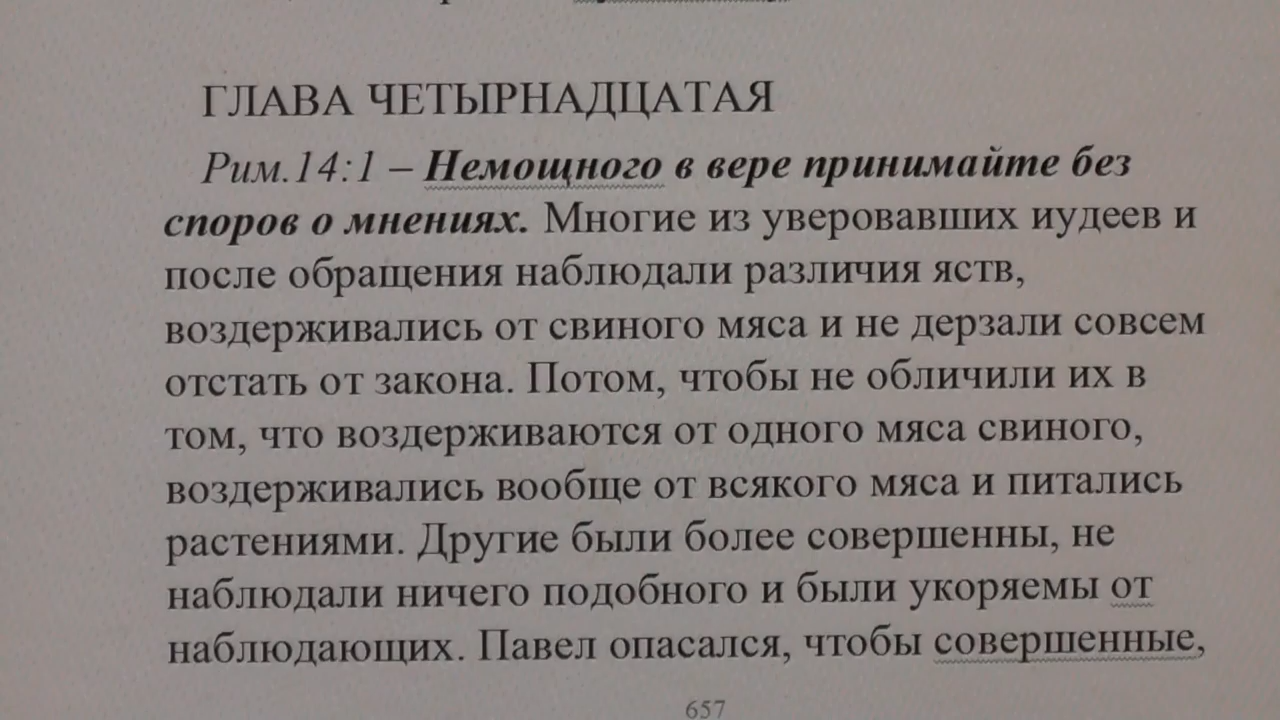 ГЛАВА ЧЕТЫРНАДЦАТАЯ
Рим.14:1 – Немощного в вере принимайте без
споров о мнениях. Многие из уверовавших иудеев и
после обращения наблюдали различия яств,
воздерживались от свиного мяса и не дерзали совсем
отстать от закона. Потом, чтобы не обличили их в
том, что воздерживаются от одного мяса свиного,
воздерживались вообще от всякого мяса и питались
растениями. Другие были более совершенны, не
наблюдали ничего подобного и были укоряемы от
наблюдающих. Павел опасался, чтобы совершенные,
657